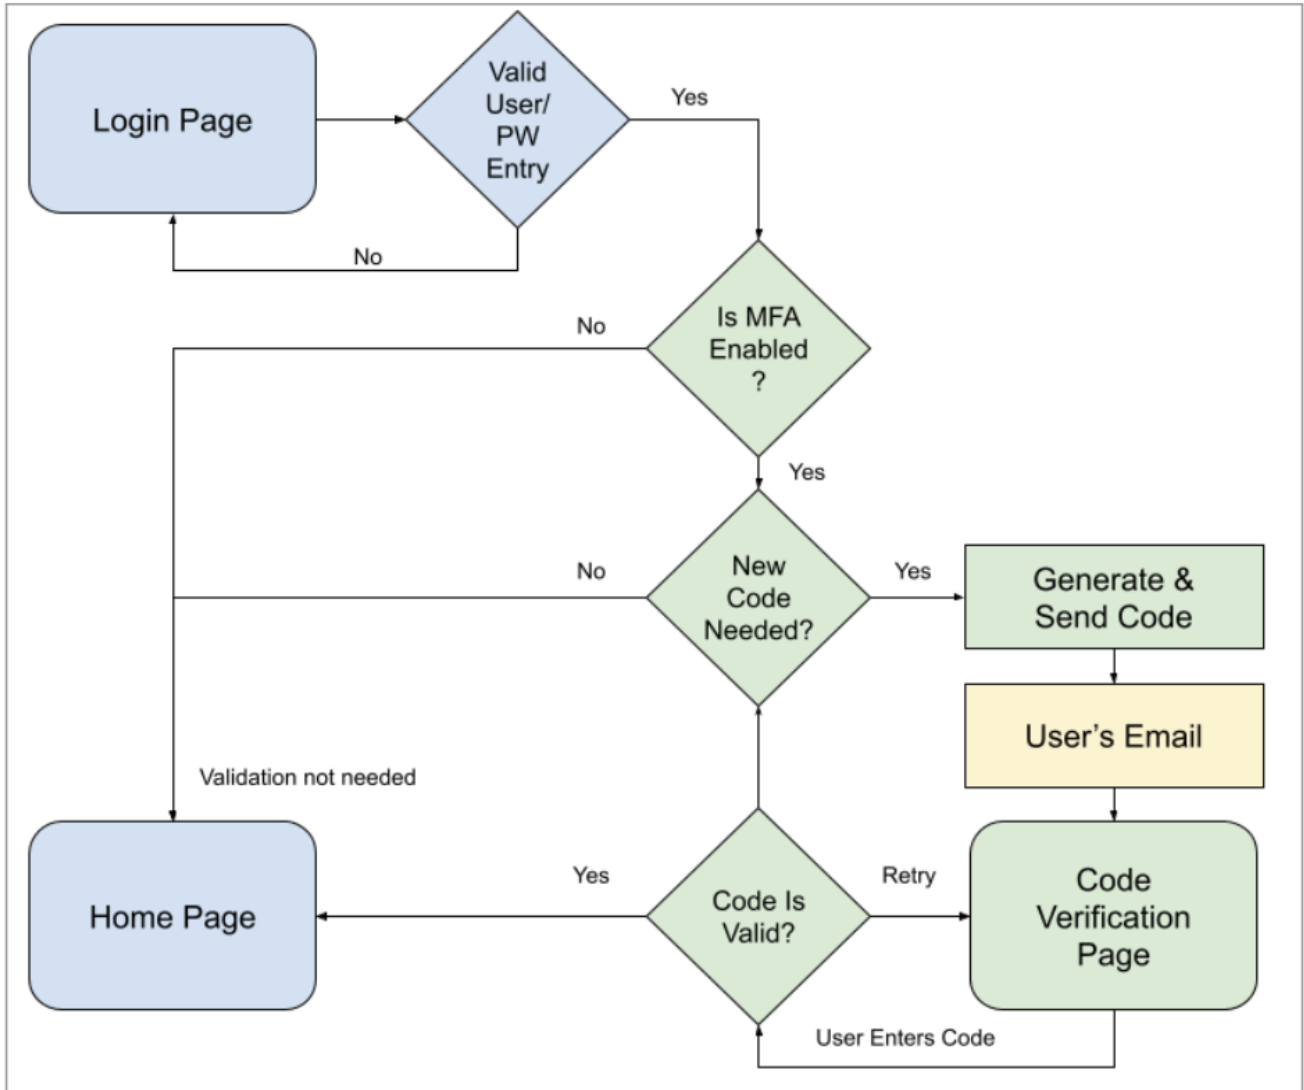 Login Page
Valid
User/
PW
Entry
Yes
No
Is MFA
Enabled
?
No
Yes
New
Code
Needed?
No
Yes
Generate &
Send Code
User's Email
Validation not needed
Home Page
Yes
Code Is
Valid?
Retry
Code
Verification
Page
User Enters Code